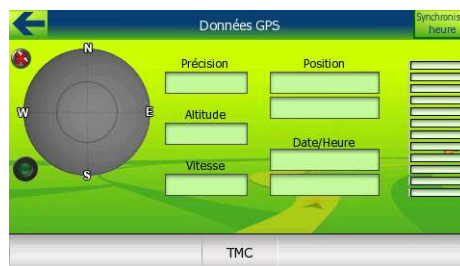 Données GPS
Synchronis
heure
N
Précision
Position
W
E
Altitude
Date/Heure
S
Vitesse
TMC